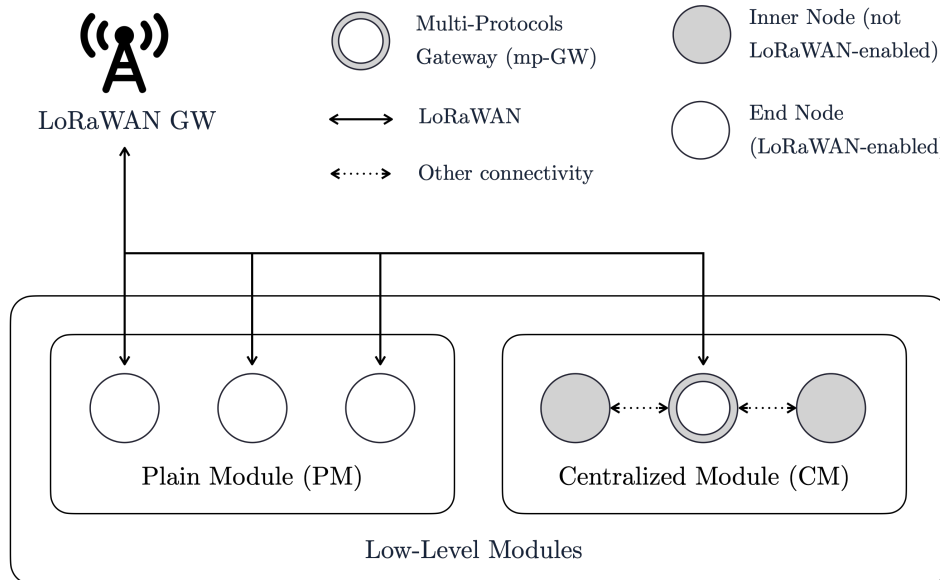 LoRaWAN GW
Multi-Protocols
Gateway (mp-GW)
LoRaWAN
Other connectivity
Inner Node (not
LoRaWAN-enabled)
End Node
(LoRaWAN-enabled
Plain Module (PM)
Centralized Module (CM)
Low-Level Modules